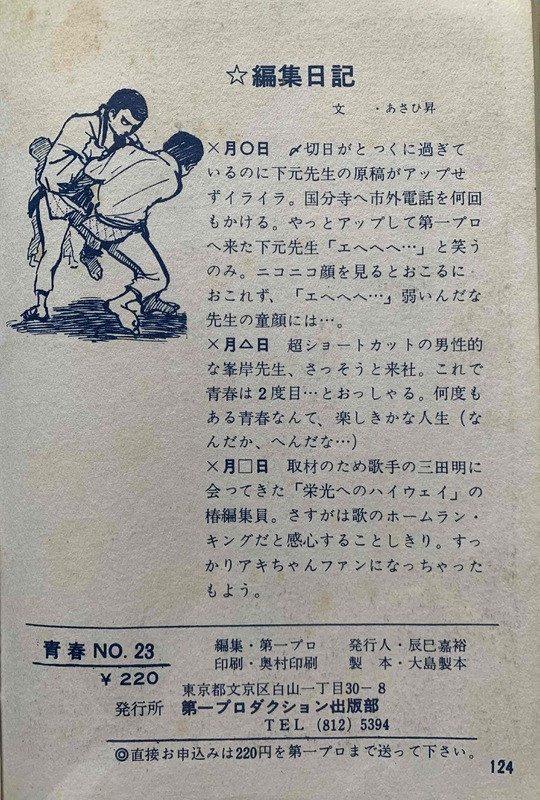 ☆編集日記
文 ・あさひ昇
×月〇日 〆切日がとっくに過ぎて
いるのに下元先生の原稿がアップせ
ずイライラ。国分寺へ市外電話を何回
もかける。やっとアップして第一プロ
へ来た下元先生「エヘヘヘ…」と笑う
のみ。ニコニコ顔を見るとおこるに
おこれず、「エヘヘヘ…」弱いんだな
先生の童顔には…。
×月△日 超ショートカットの男性的
な峯岸先生、さっそうと来社。これで
青春は2度目…とおっしゃる。何度も
ある青春なんて、楽しきかな人生（な
んだか、へんだな…）
×月□日 取材のため歌手の三田明に
会ってきた「栄光へのハイウェイ」の
椿編集員。さすがは歌のホームラン・
キングだと感心することしきり。すっ
かりアキちゃんファンになっちゃった
もよう。
青春 NO. 23
¥ 220
編集・第一プロ 発行人・辰巳嘉裕
印刷・奥村印刷 製本・大島製本
東京都文京区白山一丁目30－8
発行所 第一プロダクション出版部
TEL (812) 5394
◎直接お申込みは220円を第一プロまで送って下さい。
124